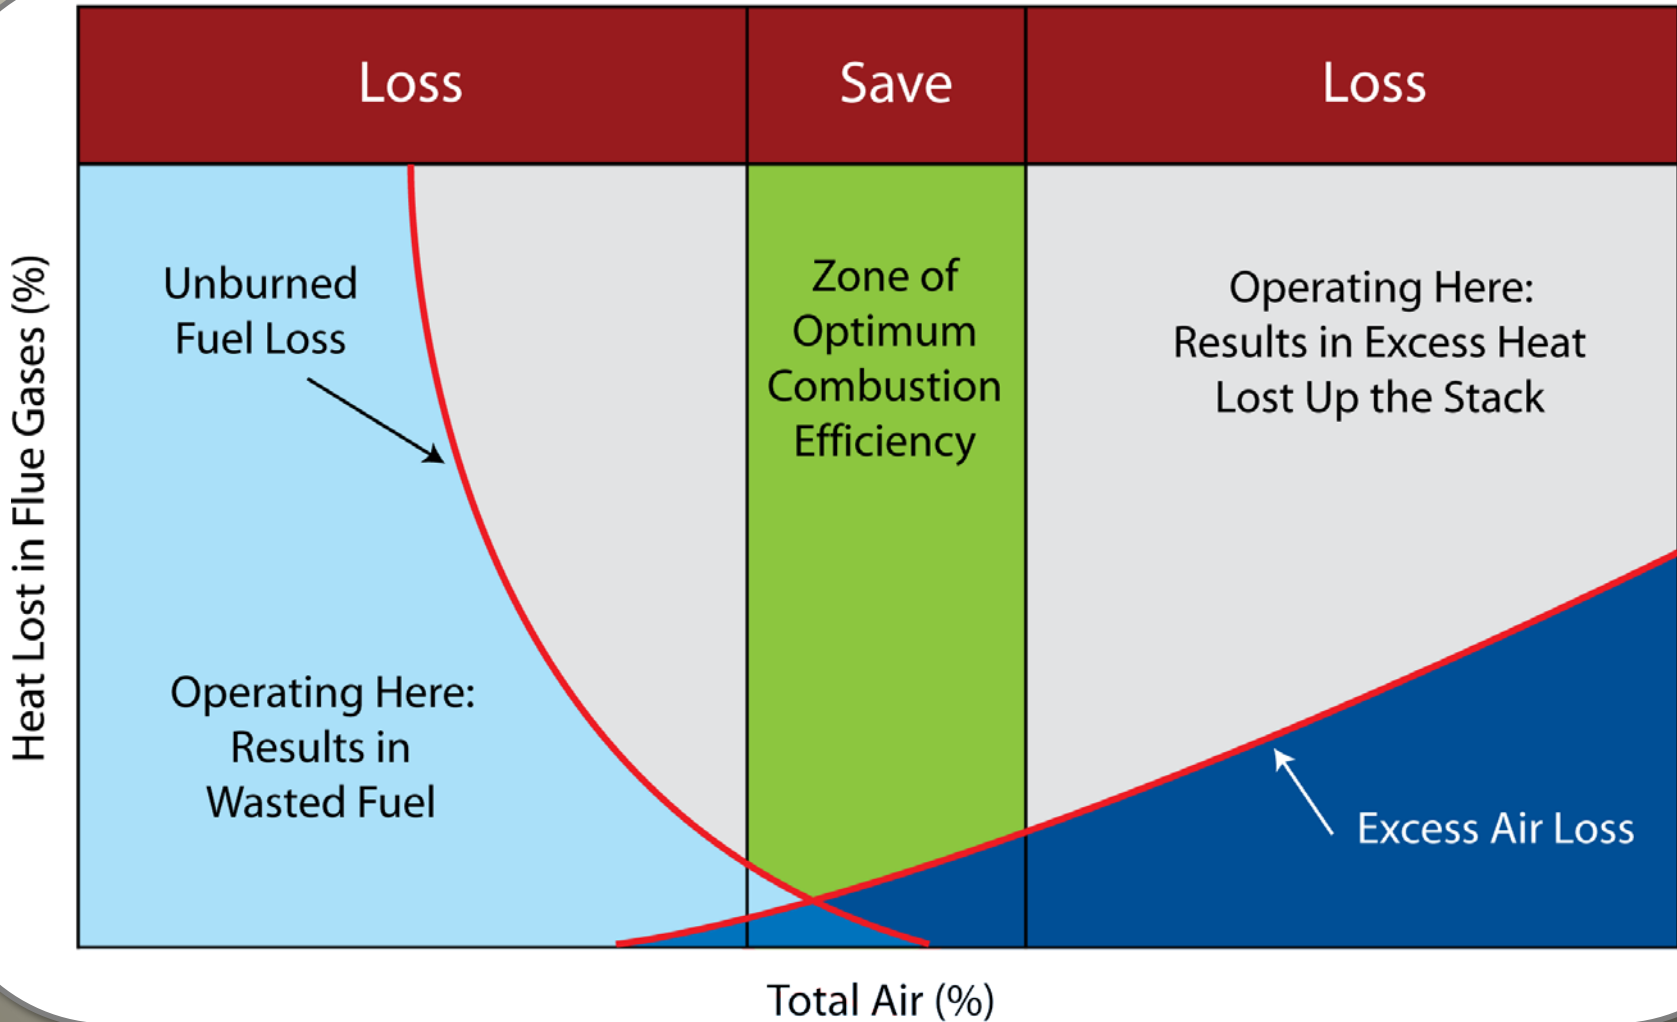 Loss
Save
Loss
Heat Lost in Flue Gases (%)
Unburned
Fuel Loss
Operating Here:
Results in
Wasted Fuel
Zone of
Optimum
Combustion
Efficiency
Operating Here:
Results in Excess Heat
Lost Up the Stack
Excess Air Loss
Total Air (%)